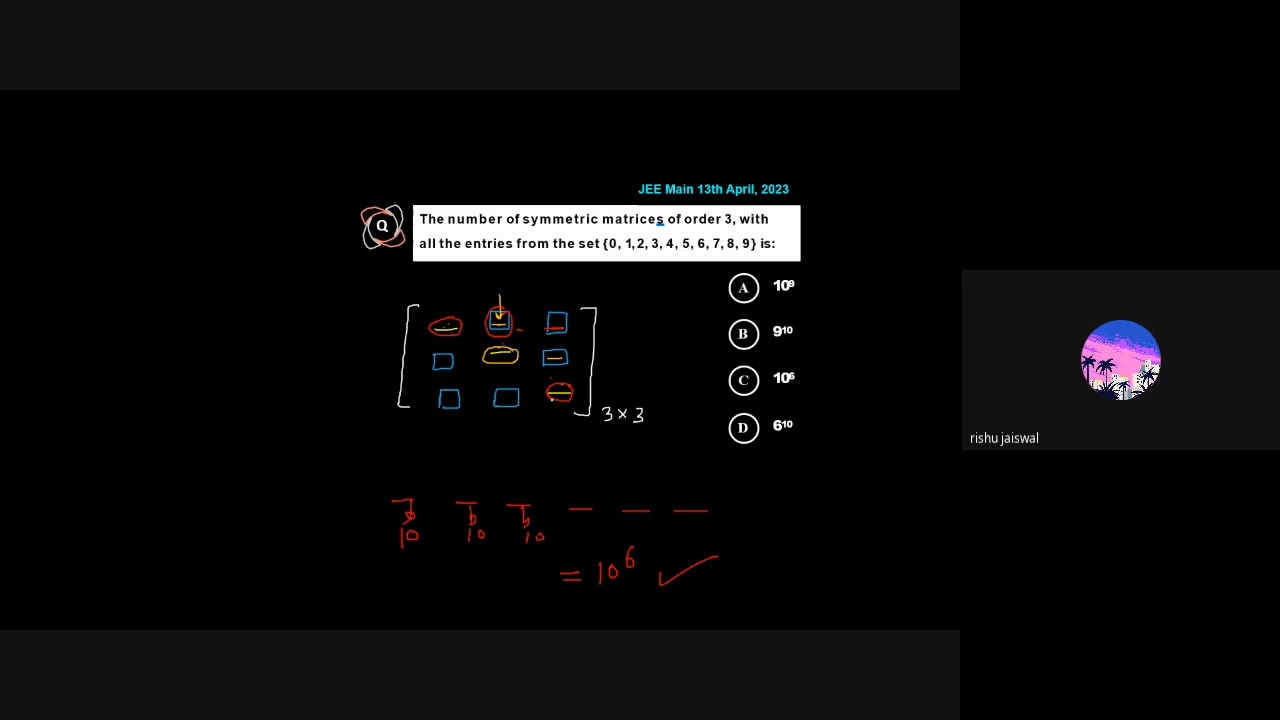 JEE Main 13th April, 2023
Q
The number of symmetric matrices of order 3, with
all the entries from the set {0, 1,2, 3, 4, 5, 6, 7, 8, 9} is:
A 10⁹
B 9¹⁰
C 10⁶
D 6¹⁰
3 × 3
rishu jaiswal
10 10 10
= 10⁶